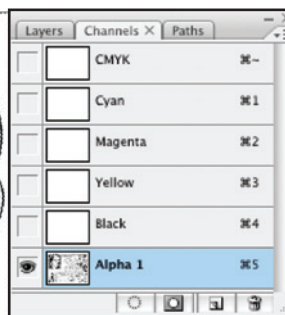 Layers Channels × Paths
CMYK ⌘~
Cyan ⌘1
Magenta ⌘2
Yellow ⌘3
Black ⌘4
Alpha 1 ⌘5